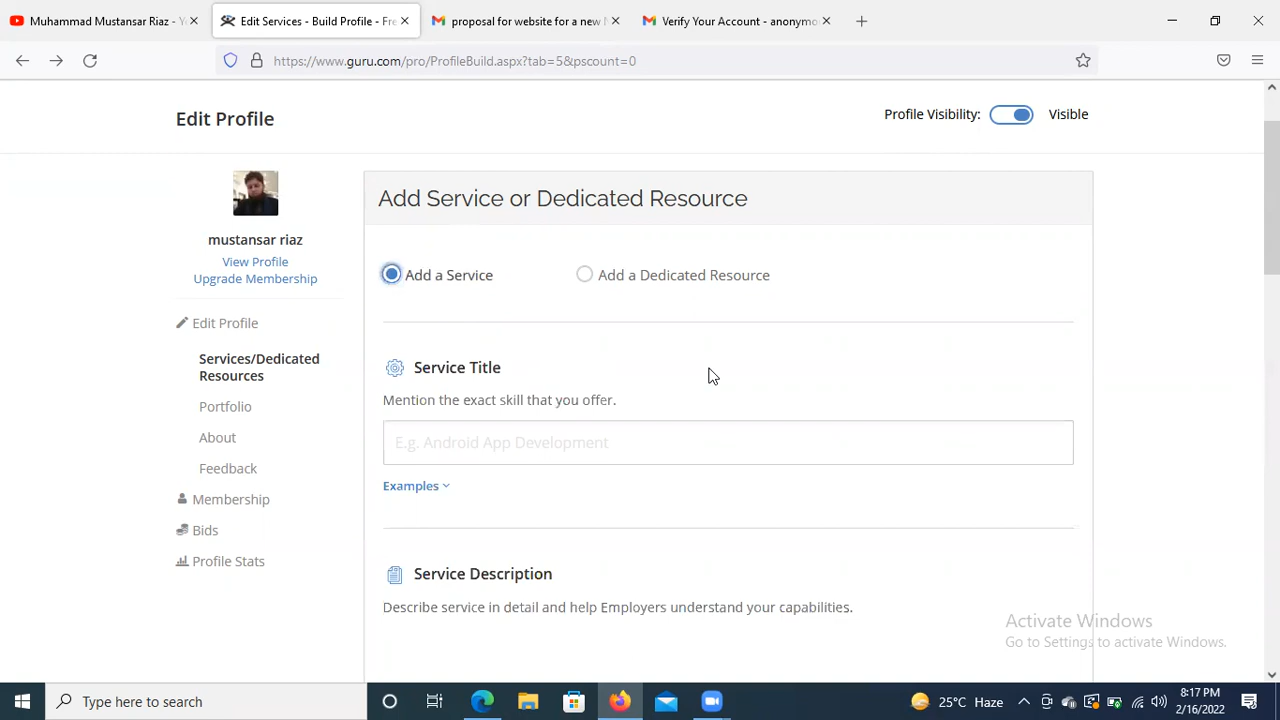 Muhammad Mustansar Riaz - Yo
Edit Services - Build Profile - Fre
proposal for website for a new
Verify Your Account - anonymo
https://www.guru.com/pro/ProfileBuild.aspx?tab=5&pscount=0
Edit Profile
Profile Visibility:
Visible
mustansar riaz
View Profile
Upgrade Membership
Edit Profile
Services/Dedicated
Resources
Portfolio
About
Feedback
Membership
Bids
Profile Stats
Add Service or Dedicated Resource
Add a Service
Add a Dedicated Resource
Service Title
Mention the exact skill that you offer.
E.g. Android App Development
Examples
Service Description
Describe service in detail and help Employers understand your capabilities.
Activate Windows
Go to Settings to activate Windows.
Type here to search
25°C Haze
8:17 PM
2/16/2022